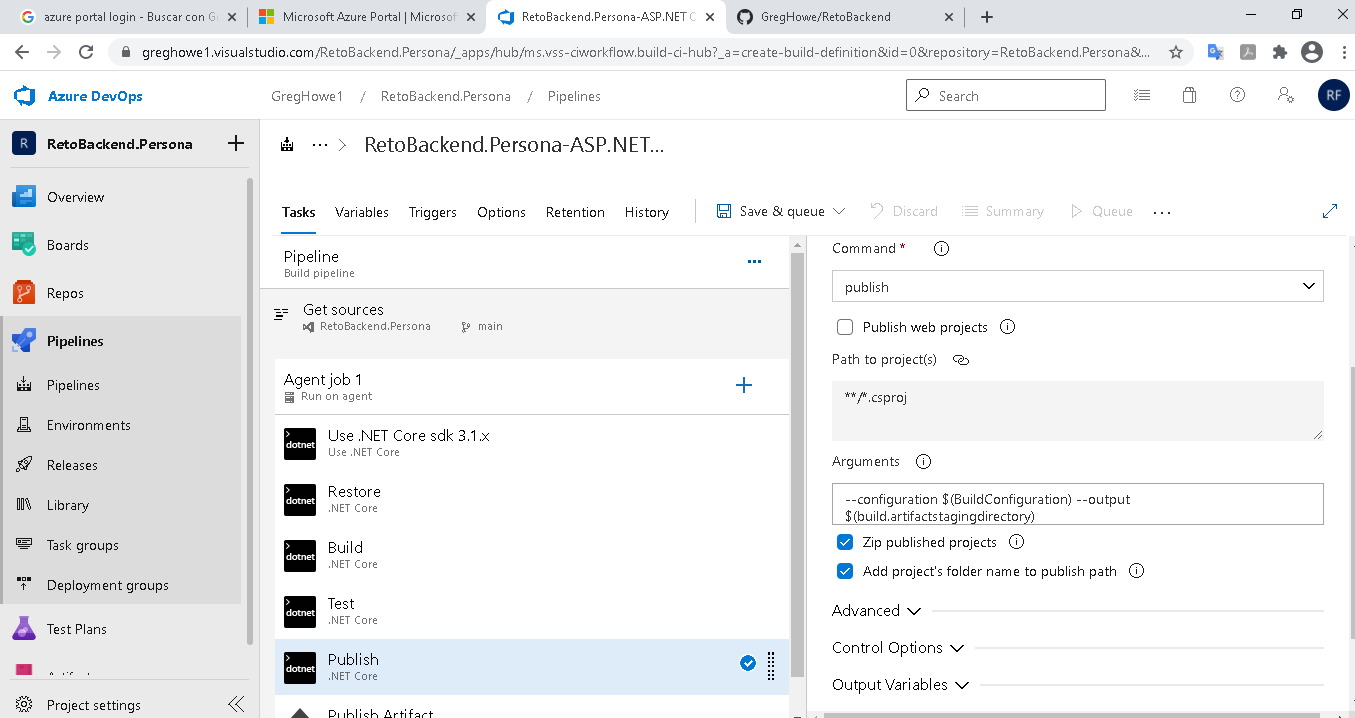 azure portal login - Buscar con G
Microsoft Azure Portal | Microsof
RetoBackend.Persona-ASP.NET C
GregHowe/RetoBackend
greghowe1.visualstudio.com/RetoBackend.Persona/_apps/hub/ms.vss-ciworkflow.build-ci-hub?_a=create-build-definition&id=0&repository=RetoBackend.Persona&...
Azure DevOps
GregHowe1 / RetoBackend.Persona / Pipelines
Search
RF
R RetoBackend.Persona
... > RetoBackend.Persona-ASP.NET...
Overview
Boards
Repos
Pipelines
Pipelines
Environments
Releases
Library
Task groups
Deployment groups
Test Plans
Project settings
Tasks Variables Triggers Options Retention History Save & queue Discard Summary Queue ...
Pipeline
Build pipeline
Get sources
RetoBackend.Persona main
Agent job 1
Run on agent
dotnet Use .NET Core sdk 3.1.x
Use .NET Core
dotnet Restore
.NET Core
dotnet Build
.NET Core
dotnet Test
.NET Core
dotnet Publish
.NET Core
Publish Artifact
Command *
publish
Publish web projects
Path to project(s)
**/*.csproj
Arguments
--configuration $(BuildConfiguration) --output
$(build.artifactstagingdirectory)
Zip published projects
Add project's folder name to publish path
Advanced
Control Options
Output Variables